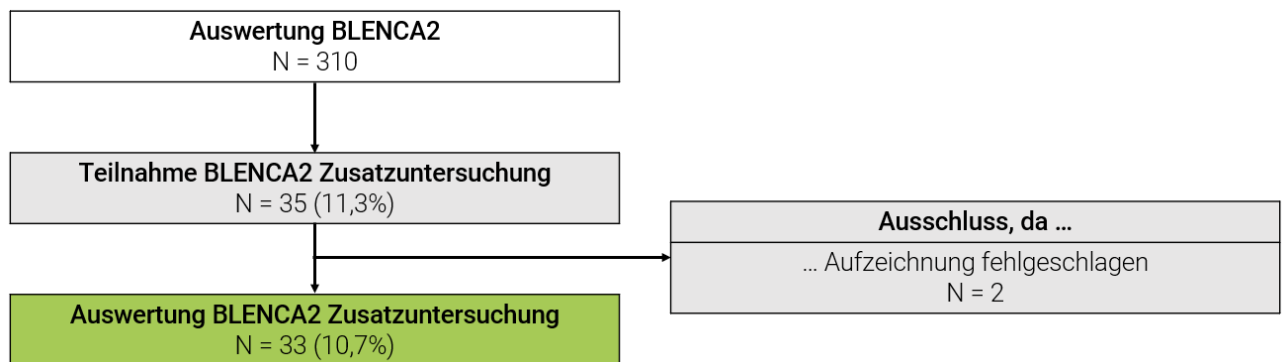 Auswertung BLENCA2
N = 310
Teilnahme BLENCA2 Zusatzuntersuchung
N = 35 (11,3%)
Ausschluss, da ...
... Aufzeichnung fehlgeschlagen
N = 2
Auswertung BLENCA2 Zusatzuntersuchung
N = 33 (10,7%)